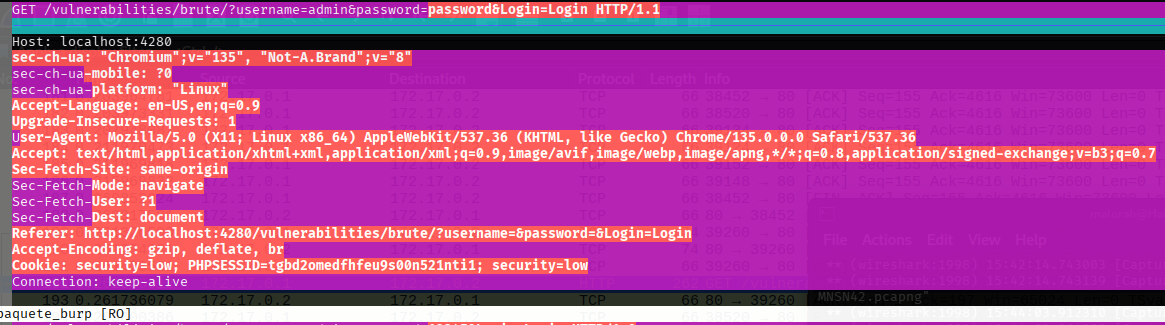 GET /vulnerabilities/brute/?username=admin&password=password&Login=Login HTTP/1.1
Host: localhost:4280
sec-ch-ua: "Chromium";v="135", "Not-A.Brand";v="8"
sec-ch-ua-mobile: ?0
sec-ch-ua-platform: "Linux"
Accept-Language: en-US,en;q=0.9
Upgrade-Insecure-Requests: 1
User-Agent: Mozilla/5.0 (X11; Linux x86_64) AppleWebKit/537.36 (KHTML, like Gecko) Chrome/135.0.0.0 Safari/537.36
Accept: text/html,application/xhtml+xml,application/xml;q=0.9,image/avif,image/webp,image/apng,*/*;q=0.8,application/signed-exchange;v=b3;q=0.7
Sec-Fetch-Site: same-origin
Sec-Fetch-Mode: navigate
Sec-Fetch-User: ?1
Sec-Fetch-Dest: document
Referer: http://localhost:4280/vulnerabilities/brute/?username=&password=&Login=Login
Accept-Encoding: gzip, deflate, br
Cookie: security=low; PHPSESSID=tgbd2omedfhfeu9s00n521nti1; security=low
Connection: keep-alive
193 0.261736079 172.17.0.2 172.17.0.1 TCP 66 80 → 39260
MNSN42.pcapng"
paquete_burp [RO]
Source Destination Protocol Length Info
File Actions Edit View Help